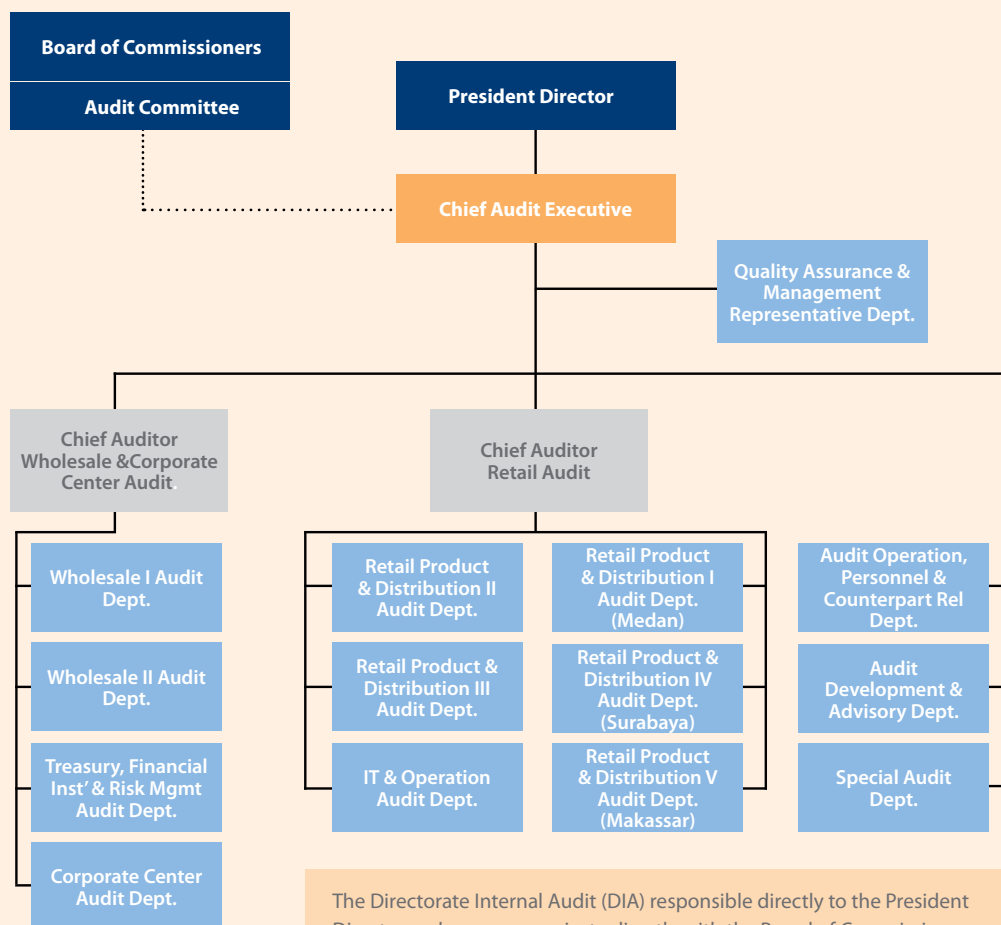 Board of Commissioners
Audit Committee
President Director
Chief Audit Executive
Quality Assurance &
Management
Representative Dept.
Chief Auditor
Wholesale &Corporate
Center Audit.
Chief Auditor
Retail Audit
Wholesale I Audit
Dept.
Wholesale II Audit
Dept.
Treasury, Financial
Inst' & Risk Mgmt
Audit Dept.
Corporate Center
Audit Dept.
Retail Product
& Distribution II
Audit Dept.
Retail Product &
Distribution III
Audit Dept.
IT & Operation
Audit Dept.
Retail Product
& Distribution I
Audit Dept.
(Medan)
Retail Product &
Distribution IV
Audit Dept.
(Surabaya)
Retail Product
& Distribution V
Audit Dept.
(Makassar)
Audit Operation,
Personnel &
Counterpart Rel
Dept.
Audit
Development &
Advisory Dept.
Special Audit
Dept.
The Directorate Internal Audit (DIA) responsible directly to the President